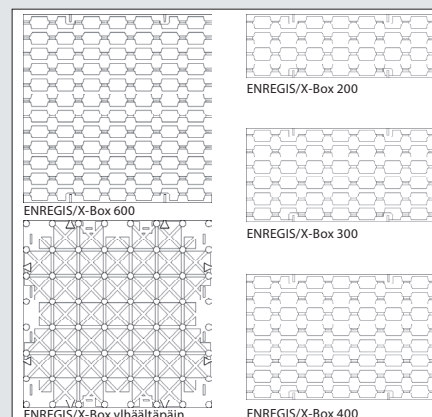 ENREGIS/X-Box 600
ENREGIS/X-Box ylhäältäpäin
ENREGIS/X-Box 200
ENREGIS/X-Box 300
ENREGIS/X-Box 400